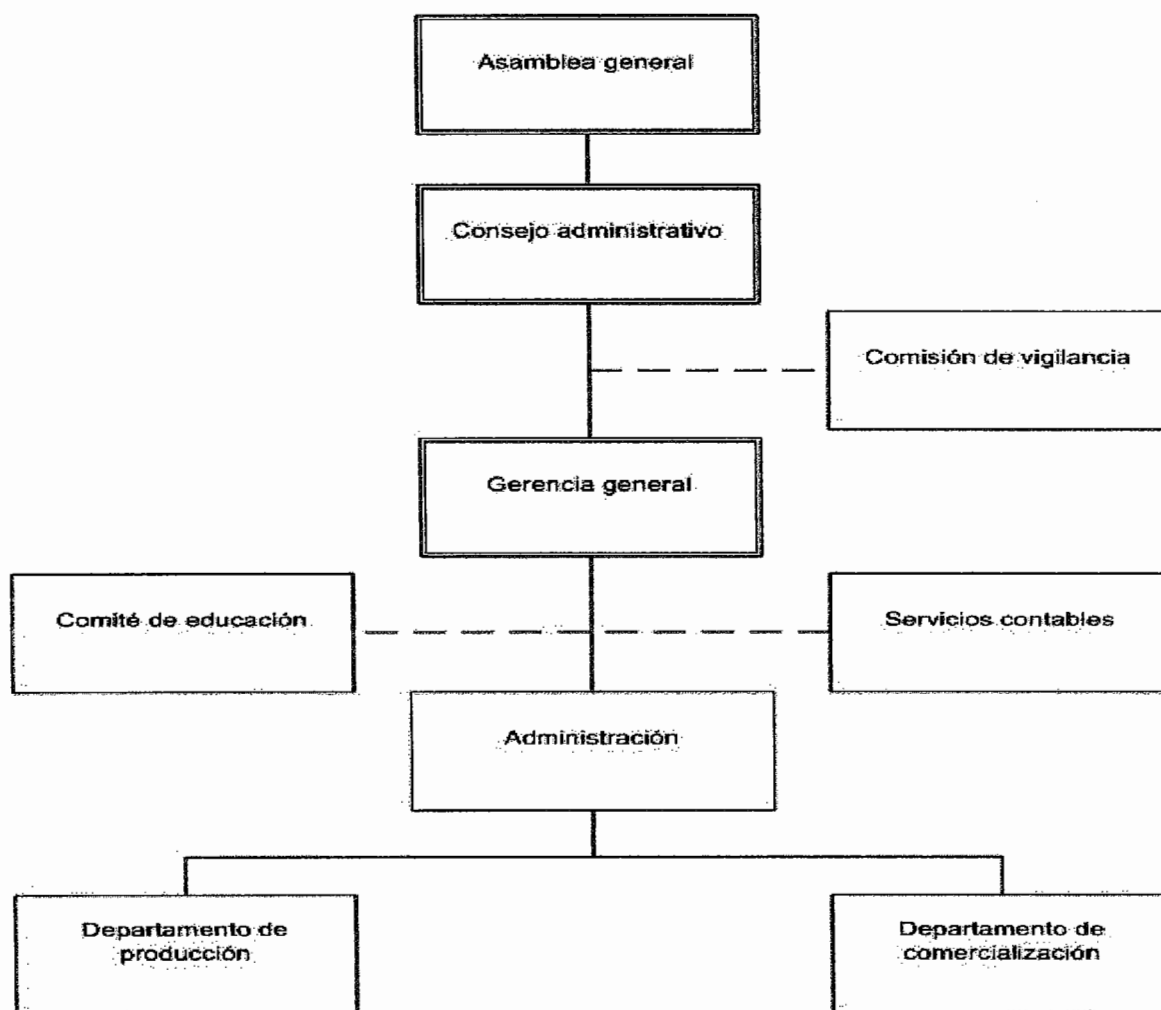 Asamblea general
Consejo administrativo
Comisión de vigilancia
Gerencia general
Comité de educación
Servicios contables
Administración
Departamento de
producción
Departamento de
comercialización